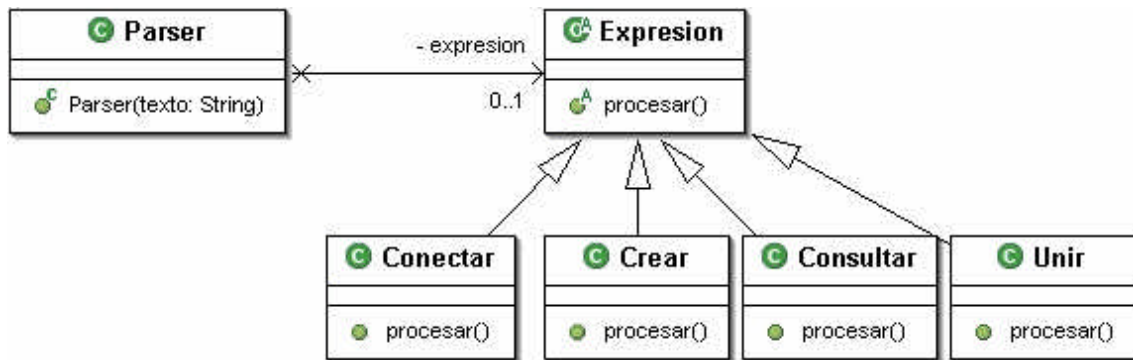 Parser
Parser(texto: String)
- expresion
0..1
Expresion
procesar()
Conectar
procesar()
Crear
procesar()
Consultar
procesar()
Unir
procesar()